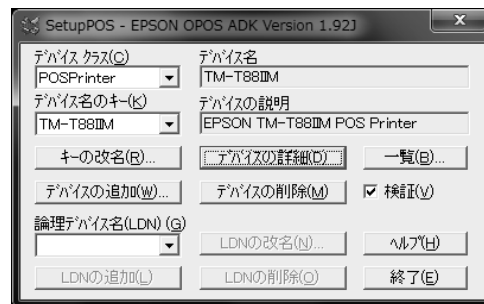 SetupPOS - EPSON OPOS ADK Version 1.92J
ﾃﾞﾊﾞｲｽ ｸﾗｽ(C)
ﾃﾞﾊﾞｲｽ名
POSPrinter
TM-T88ⅡM
ﾃﾞﾊﾞｲｽ名のｷｰ(K)
ﾃﾞﾊﾞｲｽの説明
TM-T88ⅡM
EPSON TM-T88ⅡM POS Printer
ｷｰの改名(R)...
ﾃﾞﾊﾞｲｽの詳細(D)
一覧(B)...
ﾃﾞﾊﾞｲｽの追加(W)...
ﾃﾞﾊﾞｲｽの削除(M)
検証(V)
論理ﾃﾞﾊﾞｲｽ名(LDN) (G)
LDNの改名(N)...
ﾍﾙﾌﾟ(H)
LDNの追加(L)
LDNの削除(O)
終了(E)